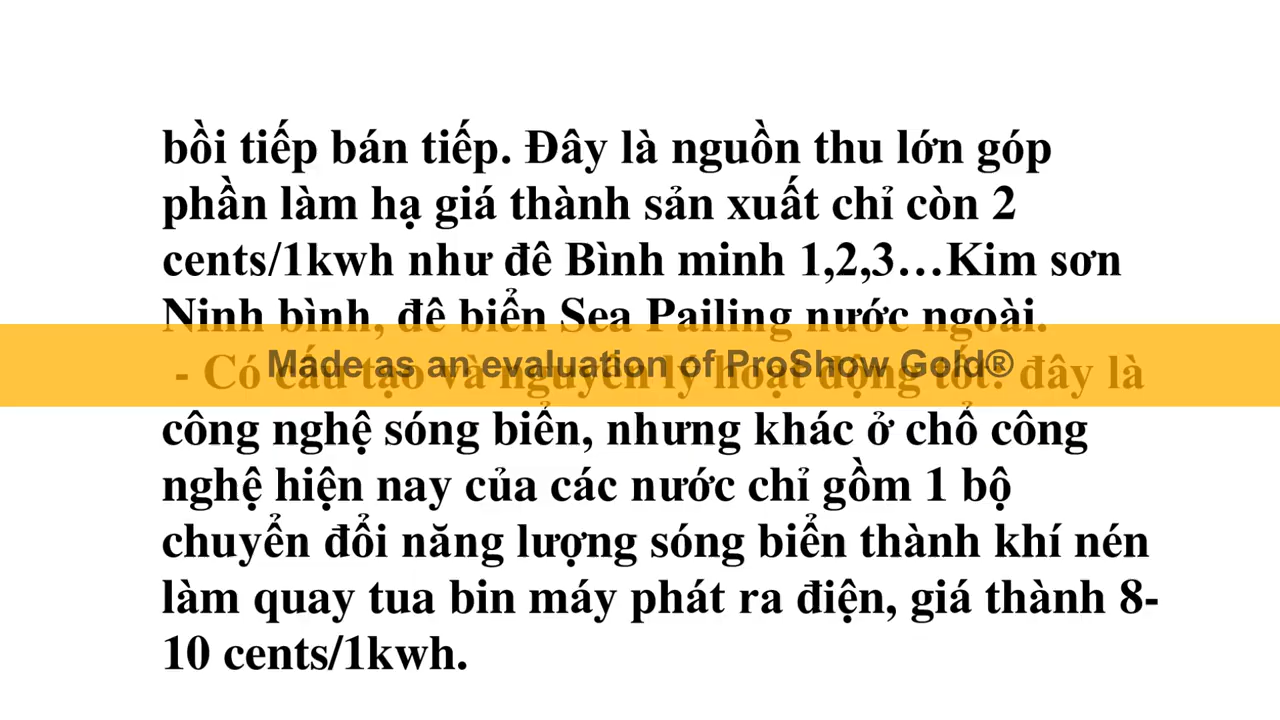 bồi tiếp bán tiếp. Đây là nguồn thu lớn góp
phần làm hạ giá thành sản xuất chỉ còn 2
cents/1kwh như đê Bình minh 1,2,3…Kim sơn
Ninh bình, đê biển Sea Pailing nước ngoài.
- Có cấu tạo và nguyên lý hoạt động tốt: đây là
Made as an evaluation of ProShow Gold®
công nghệ sóng biển, nhưng khác ở chổ công
nghệ hiện nay của các nước chỉ gồm 1 bộ
chuyển đổi năng lượng sóng biển thành khí nén
làm quay tua bin máy phát ra điện, giá thành 8-
10 cents/1kwh.